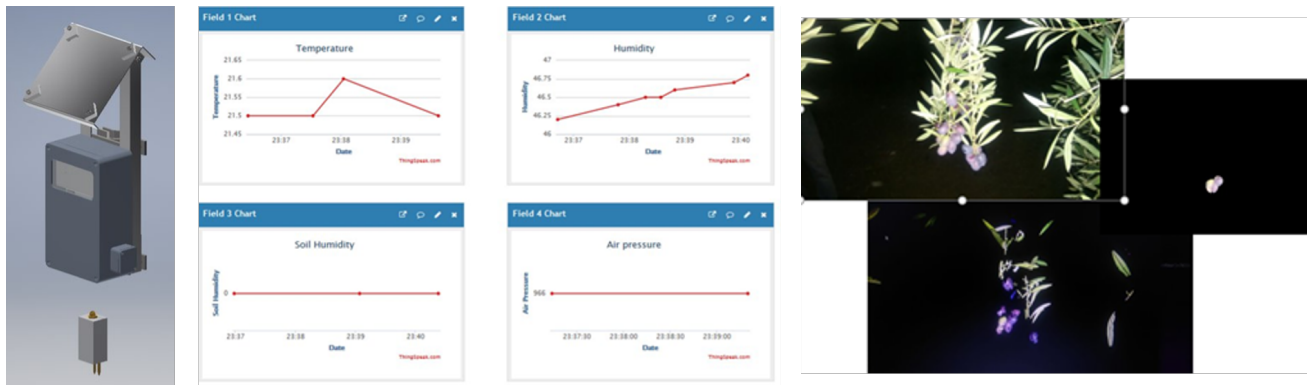 Field 1 Chart
Temperature
Temperature
21.65
21.6
21.55
21.5
21.45
23:37
23:38
23:39
Date
ThingSpeak.com
Field 2 Chart
Humidity
Humidity
47
46.75
46.5
46.25
46
23:37
23:38
23:39
23:40
Date
ThingSpeak.com
Field 3 Chart
Soil Humidity
Soil Humidity
0
23:37
23:38
23:39
23:40
Date
ThingSpeak.com
Field 4 Chart
Air pressure
Air Pressure
966
23:37:30
23:38:00
23:38:30
23:39:00
Date
ThingSpeak.com